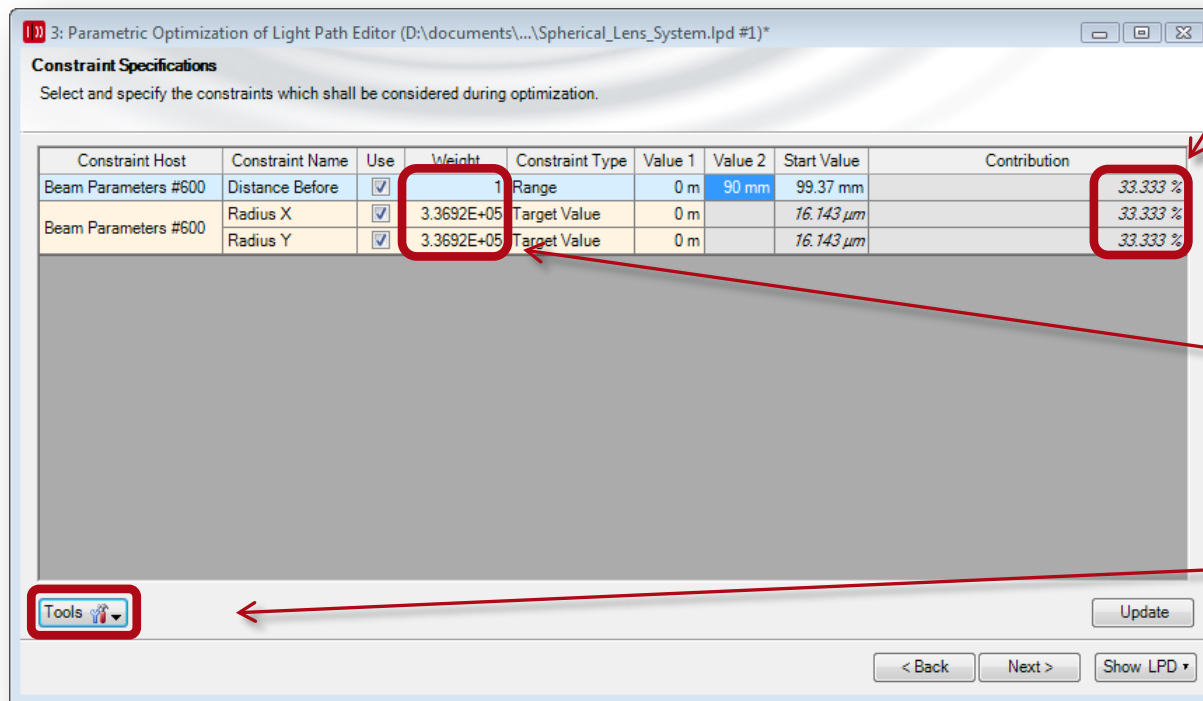 3: Parametric Optimization of Light Path Editor (D:\documents\...\Spherical_Lens_System.lpd #1)*
Constraint Specifications
Select and specify the constraints which shall be considered during optimization.
Constraint Host Constraint Name Use Weight Constraint Type Value 1 Value 2 Start Value Contribution
Beam Parameters #600 Distance Before 1 Range 0 m 90 mm 99.37 mm 33.333 %
Beam Parameters #600 Radius X 3.3692E+05 Target Value 0 m 16.143 µm 33.333 %
Radius Y 3.3692E+05 Target Value 0 m 16.143 µm 33.333 %
Tools Update
< Back Next > Show LPD